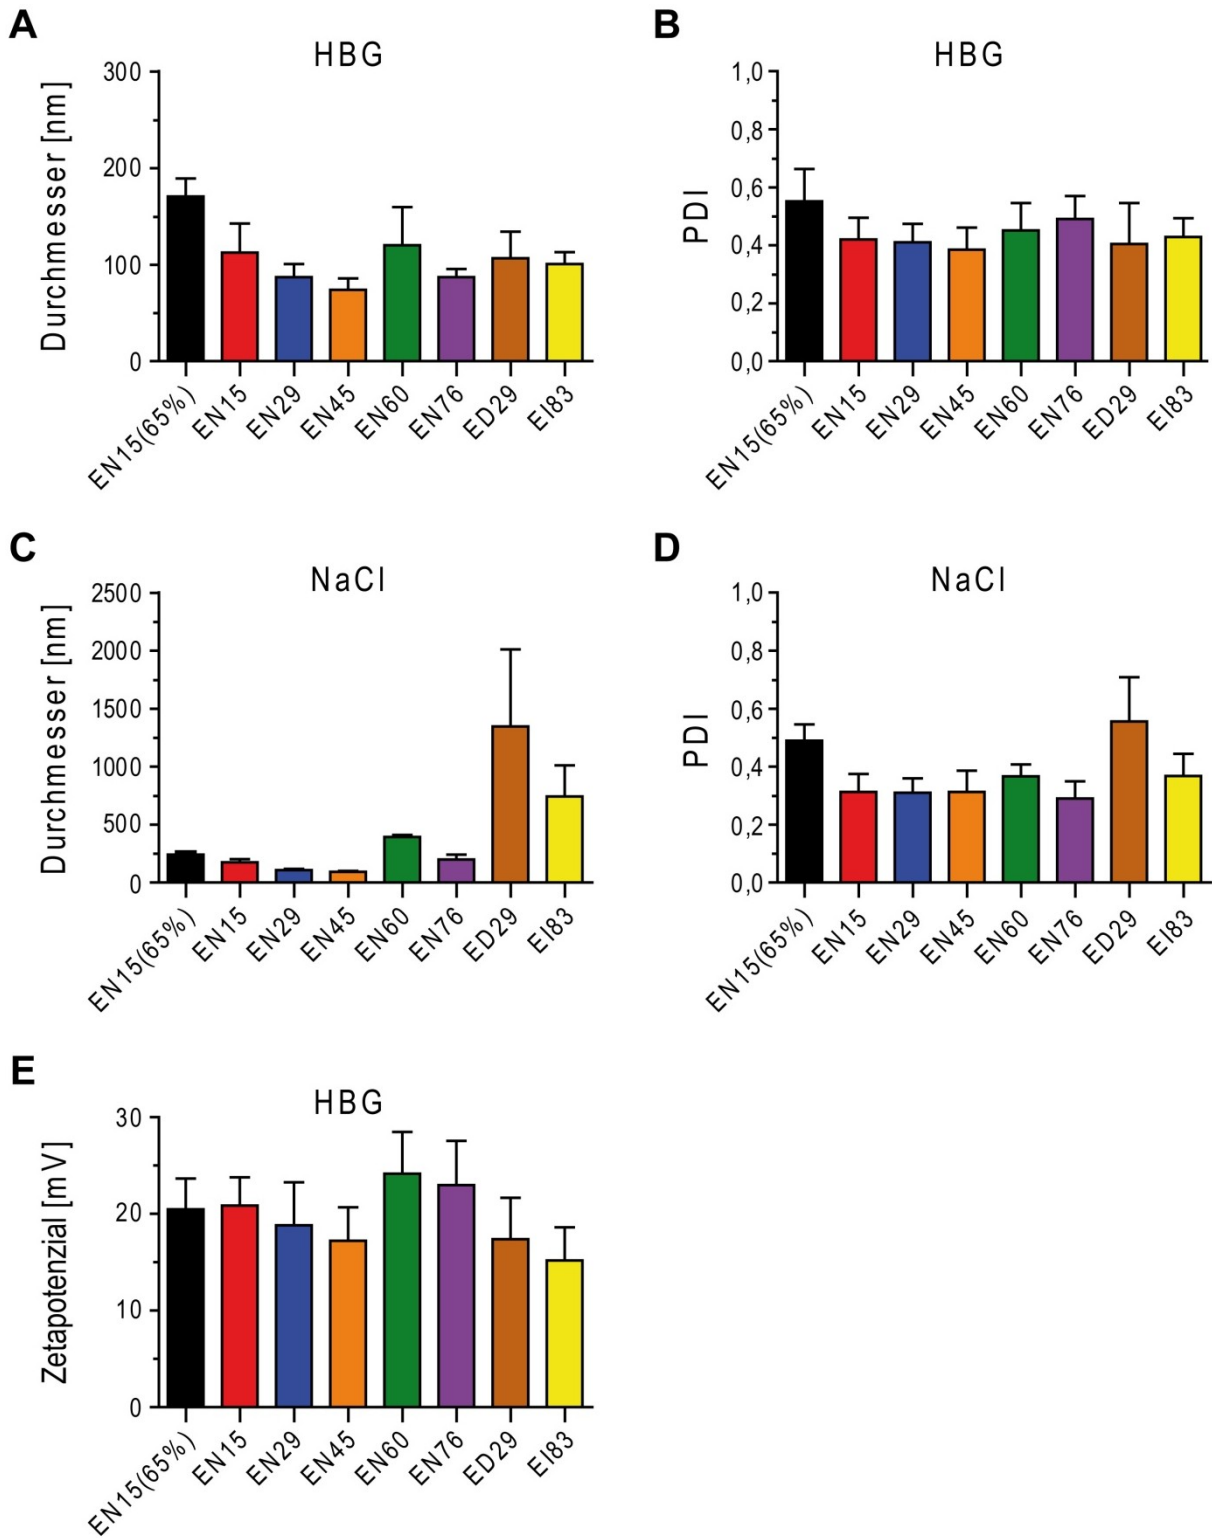 A
HBG
Durchmesser [nm]
300
200
100
0
EN15(65%)
EN15
EN29
EN45
EN60
EN76
ED29
EI83
B
HBG
PDI
1,0
0,8
0,6
0,4
0,2
0,0
EN15(65%)
EN15
EN29
EN45
EN60
EN76
ED29
EI83
C
NaCl
Durchmesser [nm]
2500
2000
1500
1000
500
0
EN15(65%)
EN15
EN29
EN45
EN60
EN76
ED29
EI83
D
NaCl
PDI
1,0
0,8
0,6
0,4
0,2
0,0
EN15(65%)
EN15
EN29
EN45
EN60
EN76
ED29
EI83
E
HBG
Zetapotenzial [mV]
30
20
10
0
EN15(65%)
EN15
EN29
EN45
EN60
EN76
ED29
EI83